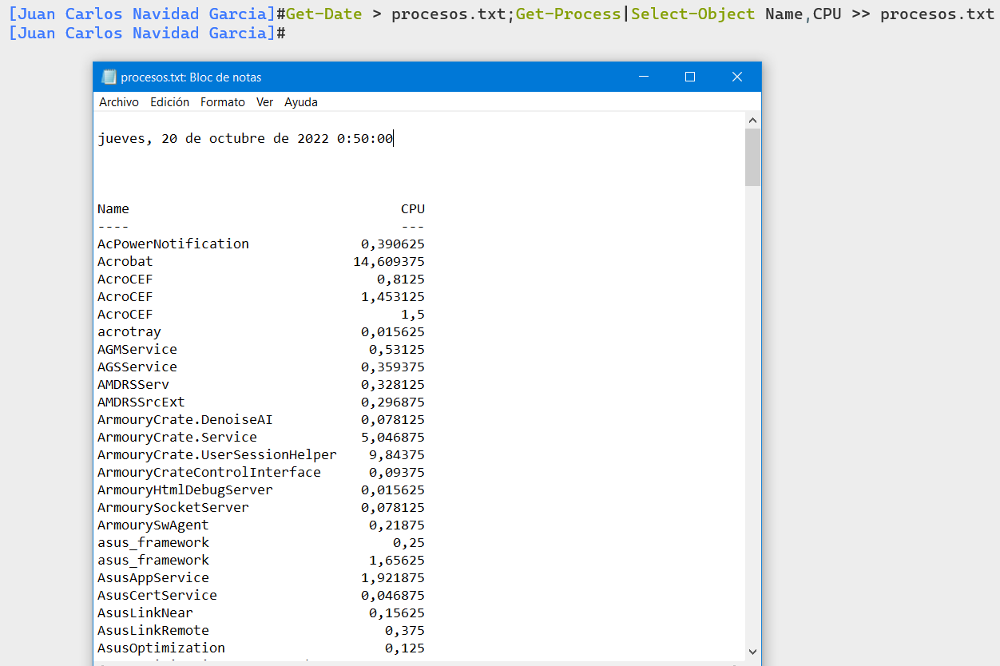 [Juan Carlos Navidad Garcia]#Get-Date > procesos.txt;Get-Process|Select-Object Name,CPU >> procesos.txt
[Juan Carlos Navidad Garcia]#
procesos.txt: Bloc de notas
Archivo Edición Formato Ver Ayuda
jueves, 20 de octubre de 2022 0:50:00
Name CPU
---- ---
AcPowerNotification 0,390625
Acrobat 14,609375
AcroCEF 0,8125
AcroCEF 1,453125
AcroCEF 1,5
acrotray 0,015625
AGMService 0,53125
AGSService 0,359375
AMDRSServ 0,328125
AMDRSSrcExt 0,296875
ArmouryCrate.DenoiseAI 0,078125
ArmouryCrate.Service 5,046875
ArmouryCrate.UserSessionHelper 9,84375
ArmouryCrateControlInterface 0,09375
ArmouryHtmlDebugServer 0,015625
ArmourySocketServer 0,078125
ArmourySwAgent 0,21875
asus_framework 0,25
asus_framework 1,65625
AsusAppService 1,921875
AsusCertService 0,046875
AsusLinkNear 0,15625
AsusLinkRemote 0,375
AsusOptimization 0,125